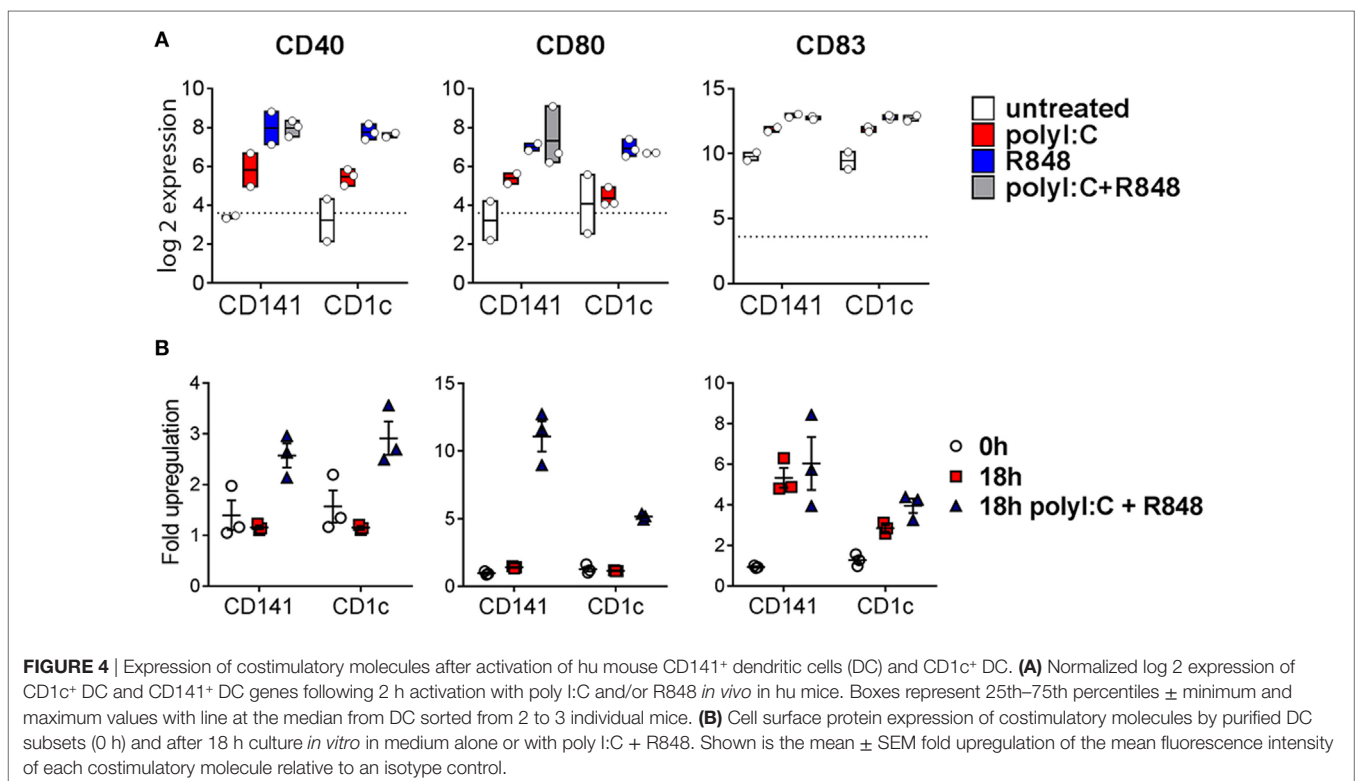 A
CD40 CD80 CD83
log 2 expression
10
8
6
4
2
0
CD141 CD1c
10
8
6
4
2
0
CD141 CD1c
15
10
5
0
CD141 CD1c
untreated
polyI:C
R848
polyI:C+R848
B
Fold upregulation
4
3
2
1
0
CD141 CD1c
15
10
5
0
CD141 CD1c
10
8
6
4
2
0
CD141 CD1c
0h
18h
18h polyI:C + R848
FIGURE 4 | Expression of costimulatory molecules after activation of hu mouse CD141⁺ dendritic cells (DC) and CD1c⁺ DC. (A) Normalized log 2 expression of
CD1c⁺ DC and CD141⁺ DC genes following 2 h activation with poly I:C and/or R848 in vivo in hu mice. Boxes represent 25th–75th percentiles ± minimum and
maximum values with line at the median from DC sorted from 2 to 3 individual mice. (B) Cell surface protein expression of costimulatory molecules by purified DC
subsets (0 h) and after 18 h culture in vitro in medium alone or with poly I:C + R848. Shown is the mean ± SEM fold upregulation of the mean fluorescence intensity
of each costimulatory molecule relative to an isotype control.